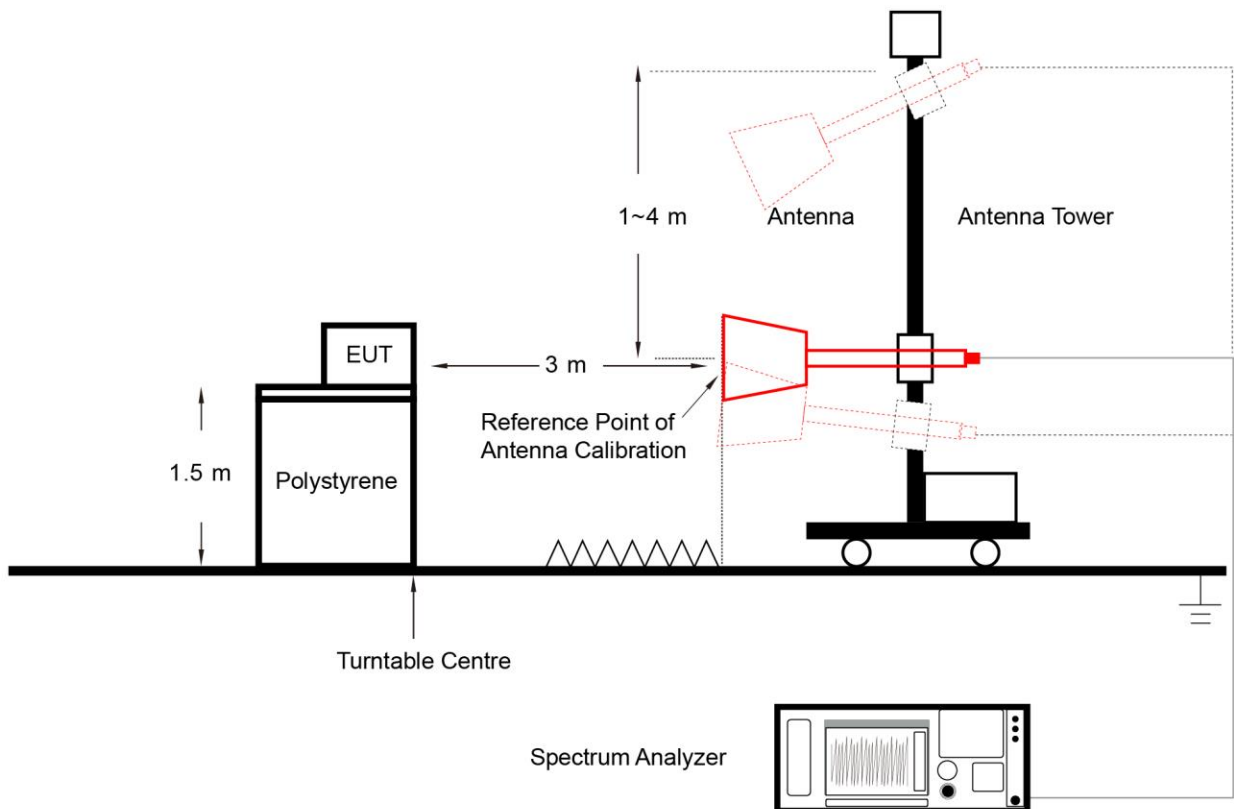 1~4 m
Antenna
Antenna Tower
EUT
3 m
Reference Point of
Antenna Calibration
1.5 m
Polystyrene
Turntable Centre
Spectrum Analyzer